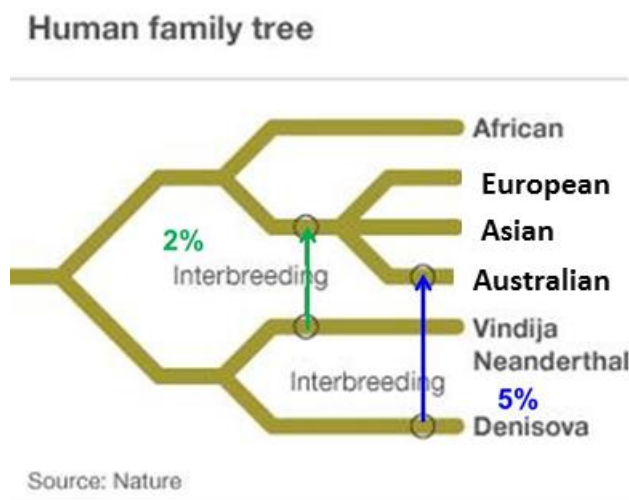 Human family tree
African
European
2%
Asian
Interbreeding
Australian
Vindija
Neanderthal
Interbreeding
5%
Denisova
Source: Nature